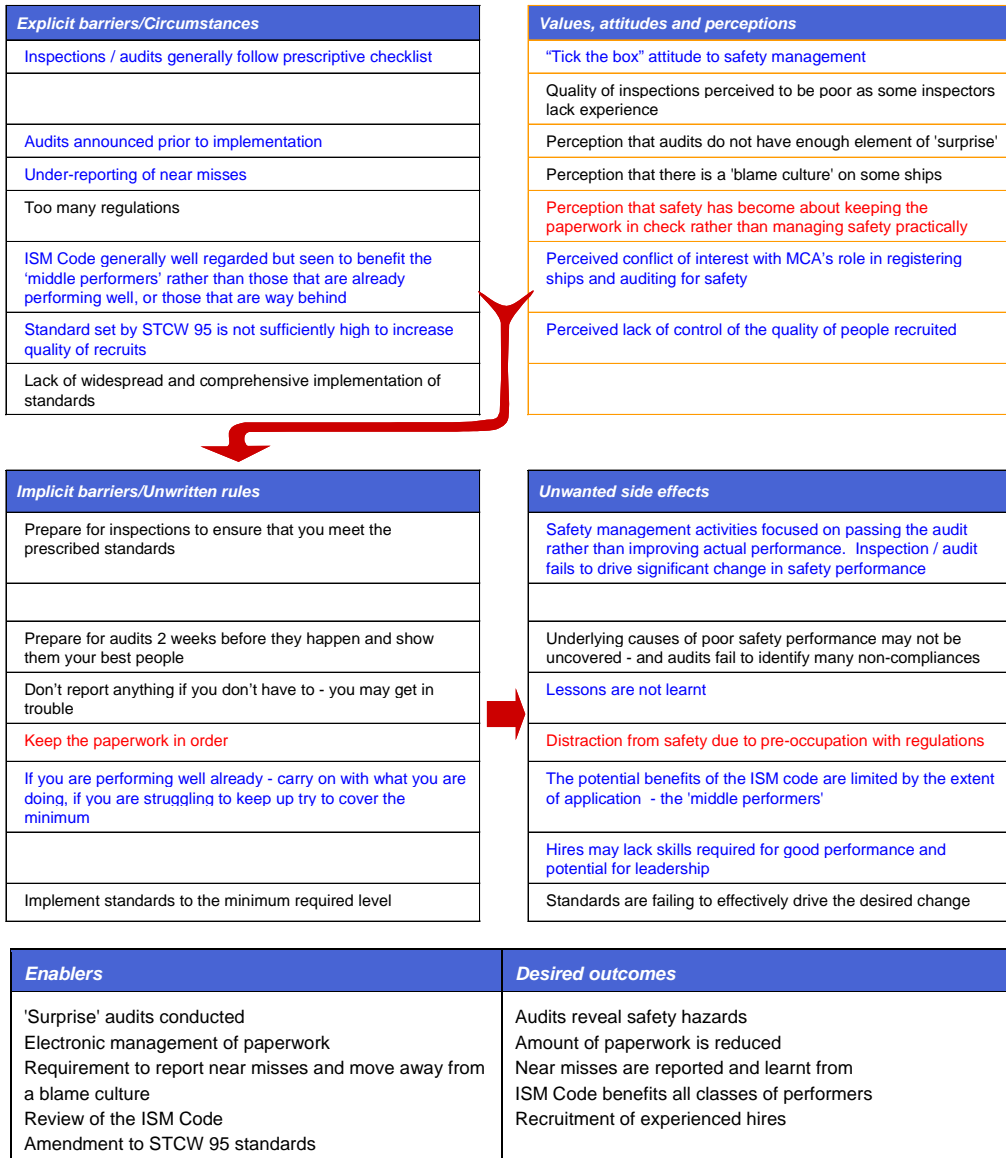 Explicit barriers/Circumstances
Inspections / audits generally follow prescriptive checklist
Audits announced prior to implementation
Under-reporting of near misses
Too many regulations
ISM Code generally well regarded but seen to benefit the
‘middle performers’ rather than those that are already
performing well, or those that are way behind
Standard set by STCW 95 is not sufficiently high to increase
quality of recruits
Lack of widespread and comprehensive implementation of
standards
Values, attitudes and perceptions
“Tick the box” attitude to safety management
Quality of inspections perceived to be poor as some inspectors
lack experience
Perception that audits do not have enough element of 'surprise'
Perception that there is a 'blame culture' on some ships
Perception that safety has become about keeping the
paperwork in check rather than managing safety practically
Perceived conflict of interest with MCA’s role in registering
ships and auditing for safety
Perceived lack of control of the quality of people recruited
Implicit barriers/Unwritten rules
Prepare for inspections to ensure that you meet the
prescribed standards
Prepare for audits 2 weeks before they happen and show
them your best people
Don’t report anything if you don’t have to - you may get in
trouble
Keep the paperwork in order
If you are performing well already - carry on with what you are
doing, if you are struggling to keep up try to cover the
minimum
Implement standards to the minimum required level
Unwanted side effects
Safety management activities focused on passing the audit
rather than improving actual performance. Inspection / audit
fails to drive significant change in safety performance
Underlying causes of poor safety performance may not be
uncovered - and audits fail to identify many non-compliances
Lessons are not learnt
Distraction from safety due to pre-occupation with regulations
The potential benefits of the ISM code are limited by the extent
of application - the 'middle performers'
Hires may lack skills required for good performance and
potential for leadership
Standards are failing to effectively drive the desired change
Enablers
'Surprise' audits conducted
Electronic management of paperwork
Requirement to report near misses and move away from
a blame culture
Review of the ISM Code
Amendment to STCW 95 standards
Desired outcomes
Audits reveal safety hazards
Amount of paperwork is reduced
Near misses are reported and learnt from
ISM Code benefits all classes of performers
Recruitment of experienced hires